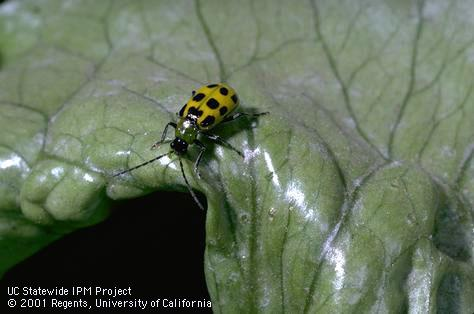 UC Statewide IPM Project
© 2001 Regents, University of California